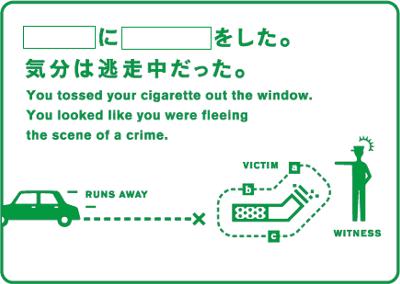 に をした。
気分は逃走中だった。
You tossed your cigarette out the window.
You looked like you were fleeing
the scene of a crime.
VICTIM
a
b
RUNS AWAY
c
WITNESS